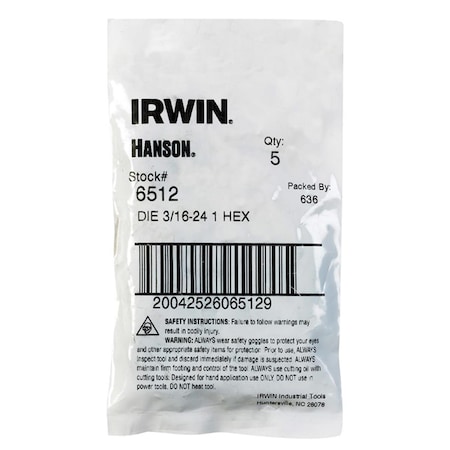 IRWIN®
HANSON®
Qty:
5
Stock#
6512
Packed By:
636
DIE 3/16-24 1 HEX
20042526065129
SAFETY INSTRUCTIONS: Failure to follow warnings may
result in bodily injury.
WARNING: ALWAYS wear safety goggles to protect your eyes
and other appropriate safety items for protection. Prior to use, ALWAYS
inspect tool and discard immediately if damage is suspected. ALWAYS
maintain firm footing and control of the tool. ALWAYS use cutting oil with
cutting tools. Designed for hand application use ONLY. DO NOT use in
power tools. DO NOT heat tool.
IRWIN Industrial Tools
Huntersville, NC 28078